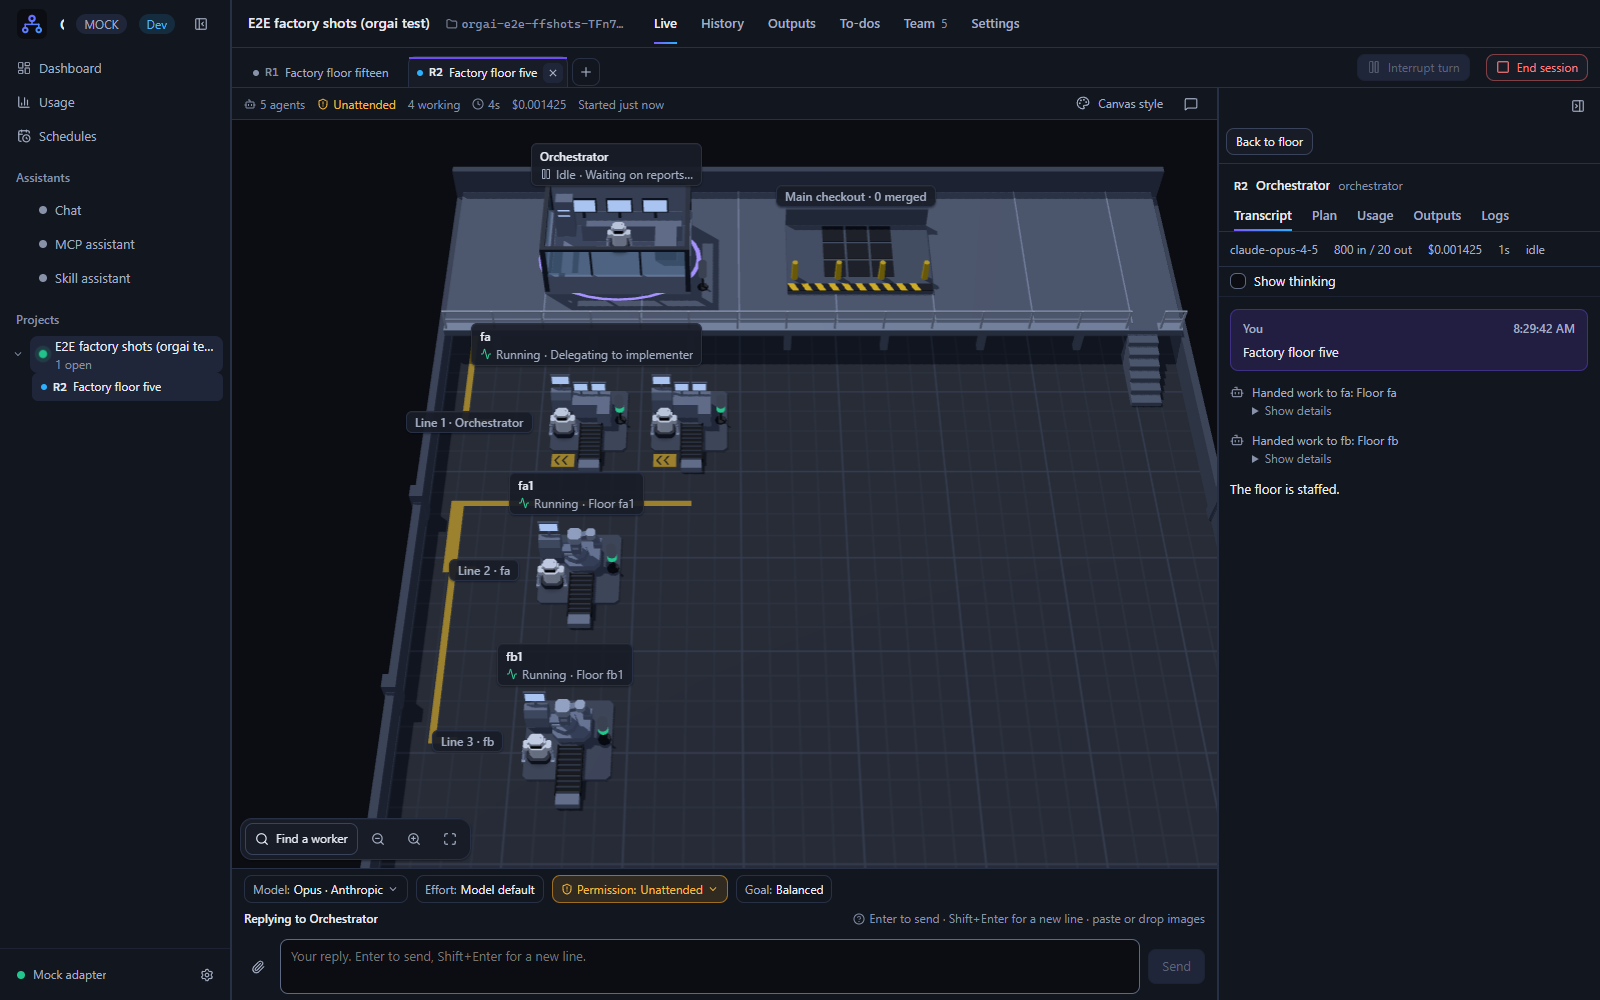 MOCK
Dev
Dashboard
Usage
Schedules
Assistants
Chat
MCP assistant
Skill assistant
Projects
E2E factory shots (orgai te...
1 open
R2 Factory floor five
Mock adapter
E2E factory shots (orgai test)
orgai-e2e-ffshots-TFn7...
Live
History
Outputs
To-dos
Team 5
Settings
R1 Factory floor fifteen
R2 Factory floor five
Interrupt turn
End session
5 agents
Unattended
4 working
4s
$0.001425
Started just now
Canvas style
Orchestrator
Idle · Waiting on reports...
Main checkout · 0 merged
fa
Running · Delegating to implementer
Line 1 · Orchestrator
fa1
Running · Floor fa1
Line 2 · fa
fb1
Running · Floor fb1
Line 3 · fb
Find a worker
Model: Opus · Anthropic
Effort: Model default
Permission: Unattended
Goal: Balanced
Replying to Orchestrator
Enter to send · Shift+Enter for a new line · paste or drop images
Your reply. Enter to send, Shift+Enter for a new line.
Send
Back to floor
R2 Orchestrator orchestrator
Transcript
Plan
Usage
Outputs
Logs
claude-opus-4-5
800 in / 20 out
$0.001425
1s
idle
Show thinking
You
8:29:42 AM
Factory floor five
Handed work to fa: Floor fa
Show details
Handed work to fb: Floor fb
Show details
The floor is staffed.